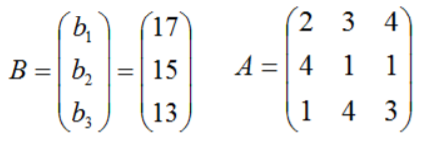 B = (b₁ b₂ b₃) = (17 15 13) A = (2 3 4
4 1 1
1 4 3)